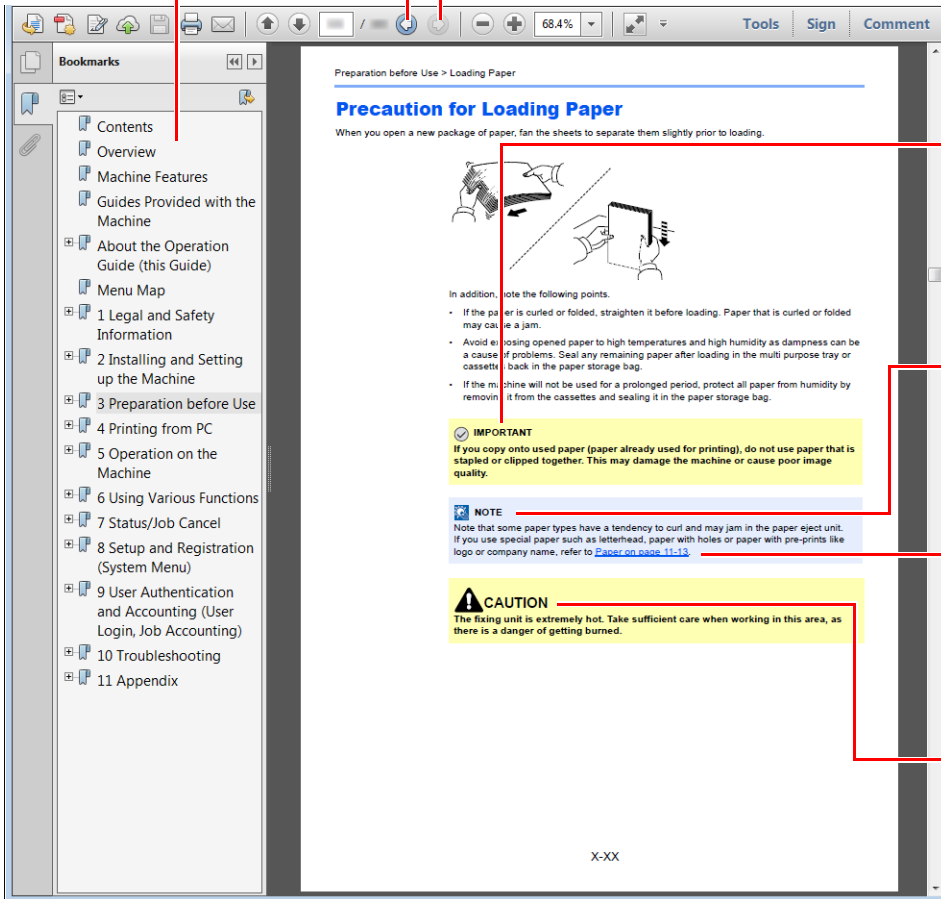 /
68.4%
Tools
Sign
Comment
Bookmarks
Contents
Overview
Machine Features
Guides Provided with the
Machine
About the Operation
Guide (this Guide)
Menu Map
1 Legal and Safety
Information
2 Installing and Setting
up the Machine
3 Preparation before Use
4 Printing from PC
5 Operation on the
Machine
6 Using Various Functions
7 Status/Job Cancel
8 Setup and Registration
(System Menu)
9 User Authentication
and Accounting (User
Login, Job Accounting)
10 Troubleshooting
11 Appendix
Preparation before Use > Loading Paper
Precaution for Loading Paper
When you open a new package of paper, fan the sheets to separate them slightly prior to loading.
In addition, note the following points.
• If the paper is curled or folded, straighten it before loading. Paper that is curled or folded
may cause a jam.
• Avoid exposing opened paper to high temperatures and high humidity as dampness can be
a cause of problems. Seal any remaining paper after loading in the multi purpose tray or
cassettes back in the paper storage bag.
• If the machine will not be used for a prolonged period, protect all paper from humidity by
removing it from the cassettes and sealing it in the paper storage bag.
IMPORTANT
If you copy onto used paper (paper already used for printing), do not use paper that is
stapled or clipped together. This may damage the machine or cause poor image
quality.
NOTE
Note that some paper types have a tendency to curl and may jam in the paper eject unit.
If you use special paper such as letterhead, paper with holes or paper with pre-prints like
logo or company name, refer to Paper on page 11-13.
CAUTION
The fixing unit is extremely hot. Take sufficient care when working in this area, as
there is a danger of getting burned.
X-XX